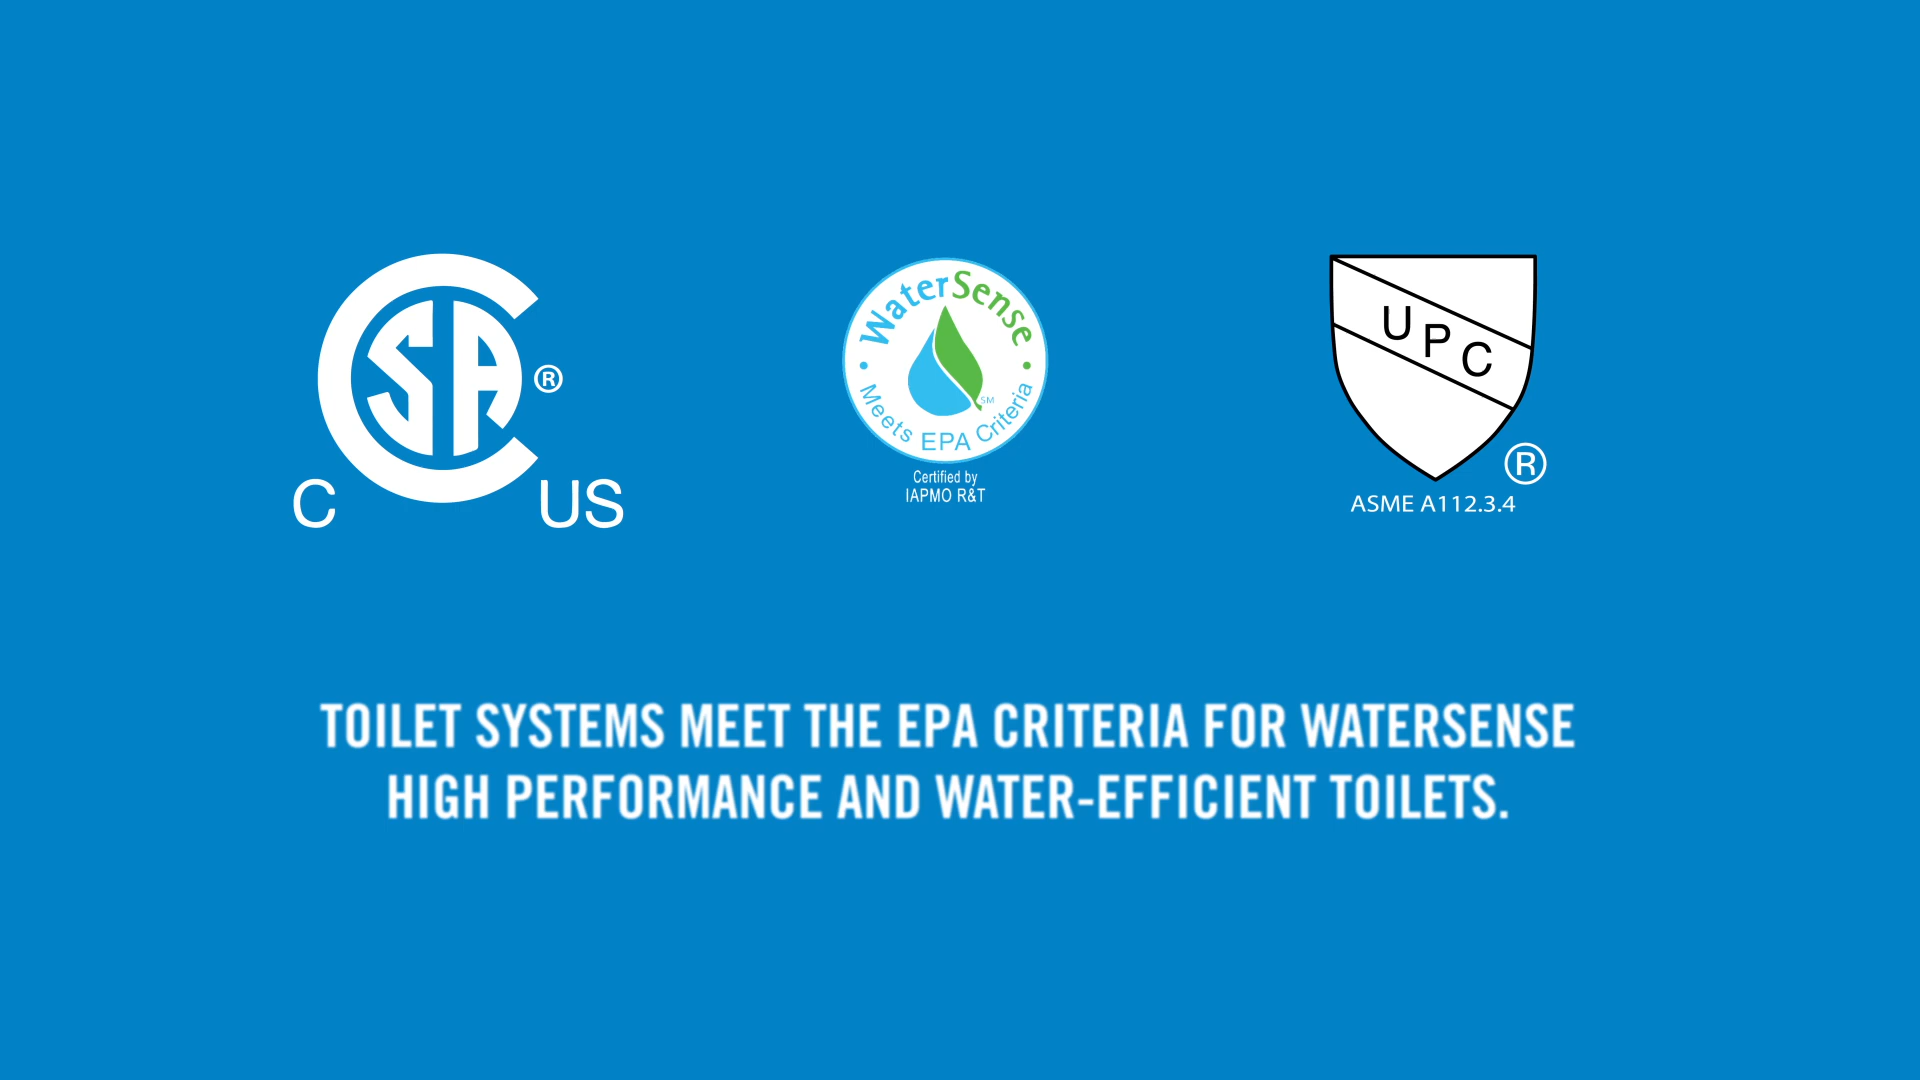 CSA®
C US
WaterSense
SM
Meets EPA Criteria
Certified by
IAPMO R&T
UPC
®
ASME A112.3.4
TOILET SYSTEMS MEET THE EPA CRITERIA FOR WATERSENSE
HIGH PERFORMANCE AND WATER-EFFICIENT TOILETS.